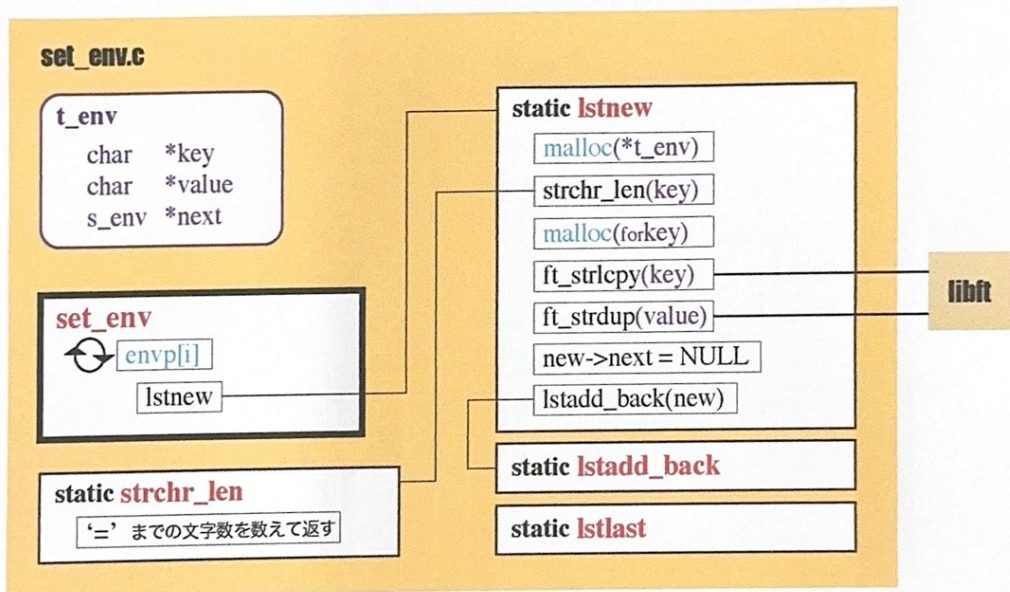 set_env.c
t_env
char *key
char *value
s_env *next
set_env
envp[i]
lstnew
static strchr_len
‘=’ までの文字数を数えて返す
static lstnew
malloc(*t_env)
strchr_len(key)
malloc(forkey)
ft_strlcpy(key)
ft_strdup(value)
new->next = NULL
lstadd_back(new)
static lstadd_back
static lstlast
libft